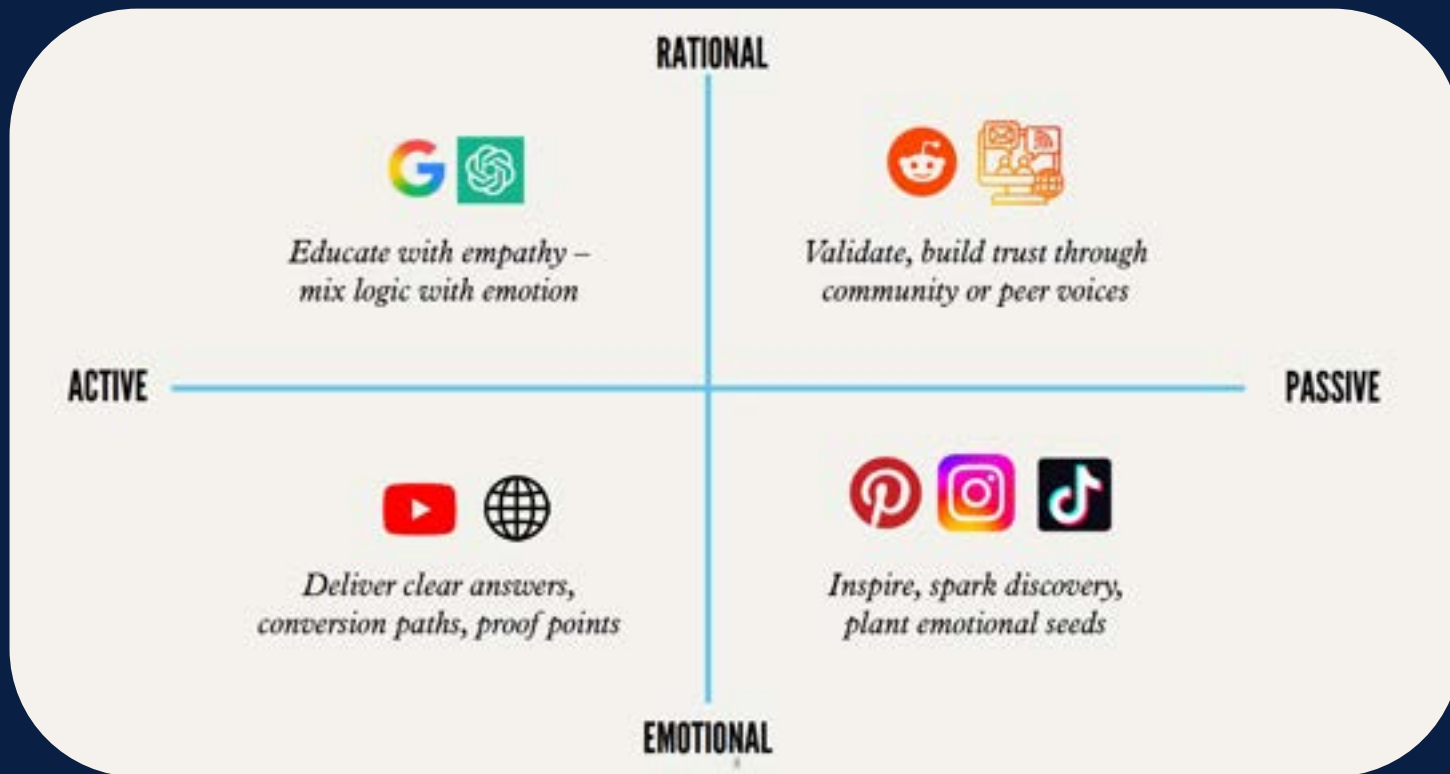 RATIONAL
Educate with empathy –
mix logic with emotion
Validate, build trust through
community or peer voices
ACTIVE
PASSIVE
Deliver clear answers,
conversion paths, proof points
Inspire, spark discovery,
plant emotional seeds
EMOTIONAL